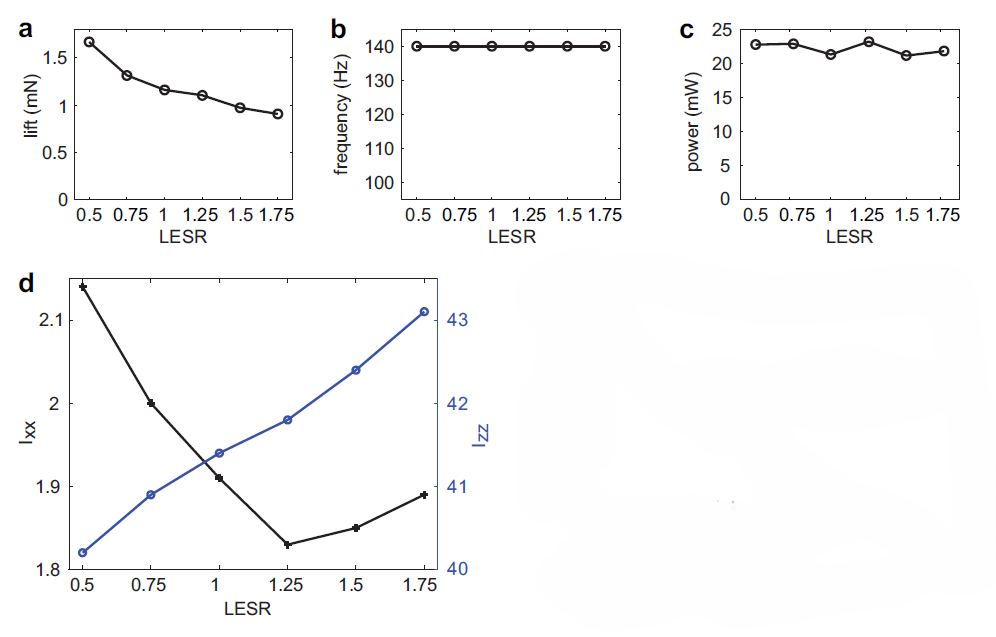 a
b
c
1.5
1
0.5
0
lift (mN)
0.5 0.75 1 1.25 1.5 1.75
LESR
140
130
120
110
100
frequency (Hz)
0.5 0.75 1 1.25 1.5 1.75
LESR
25
20
15
10
5
0
power (mW)
0.5 0.75 1 1.25 1.5 1.75
LESR
d
2.1
2
1.9
1.8
Ixx
43
42
41
40
Izz
0.5 0.75 1 1.25 1.5 1.75
LESR